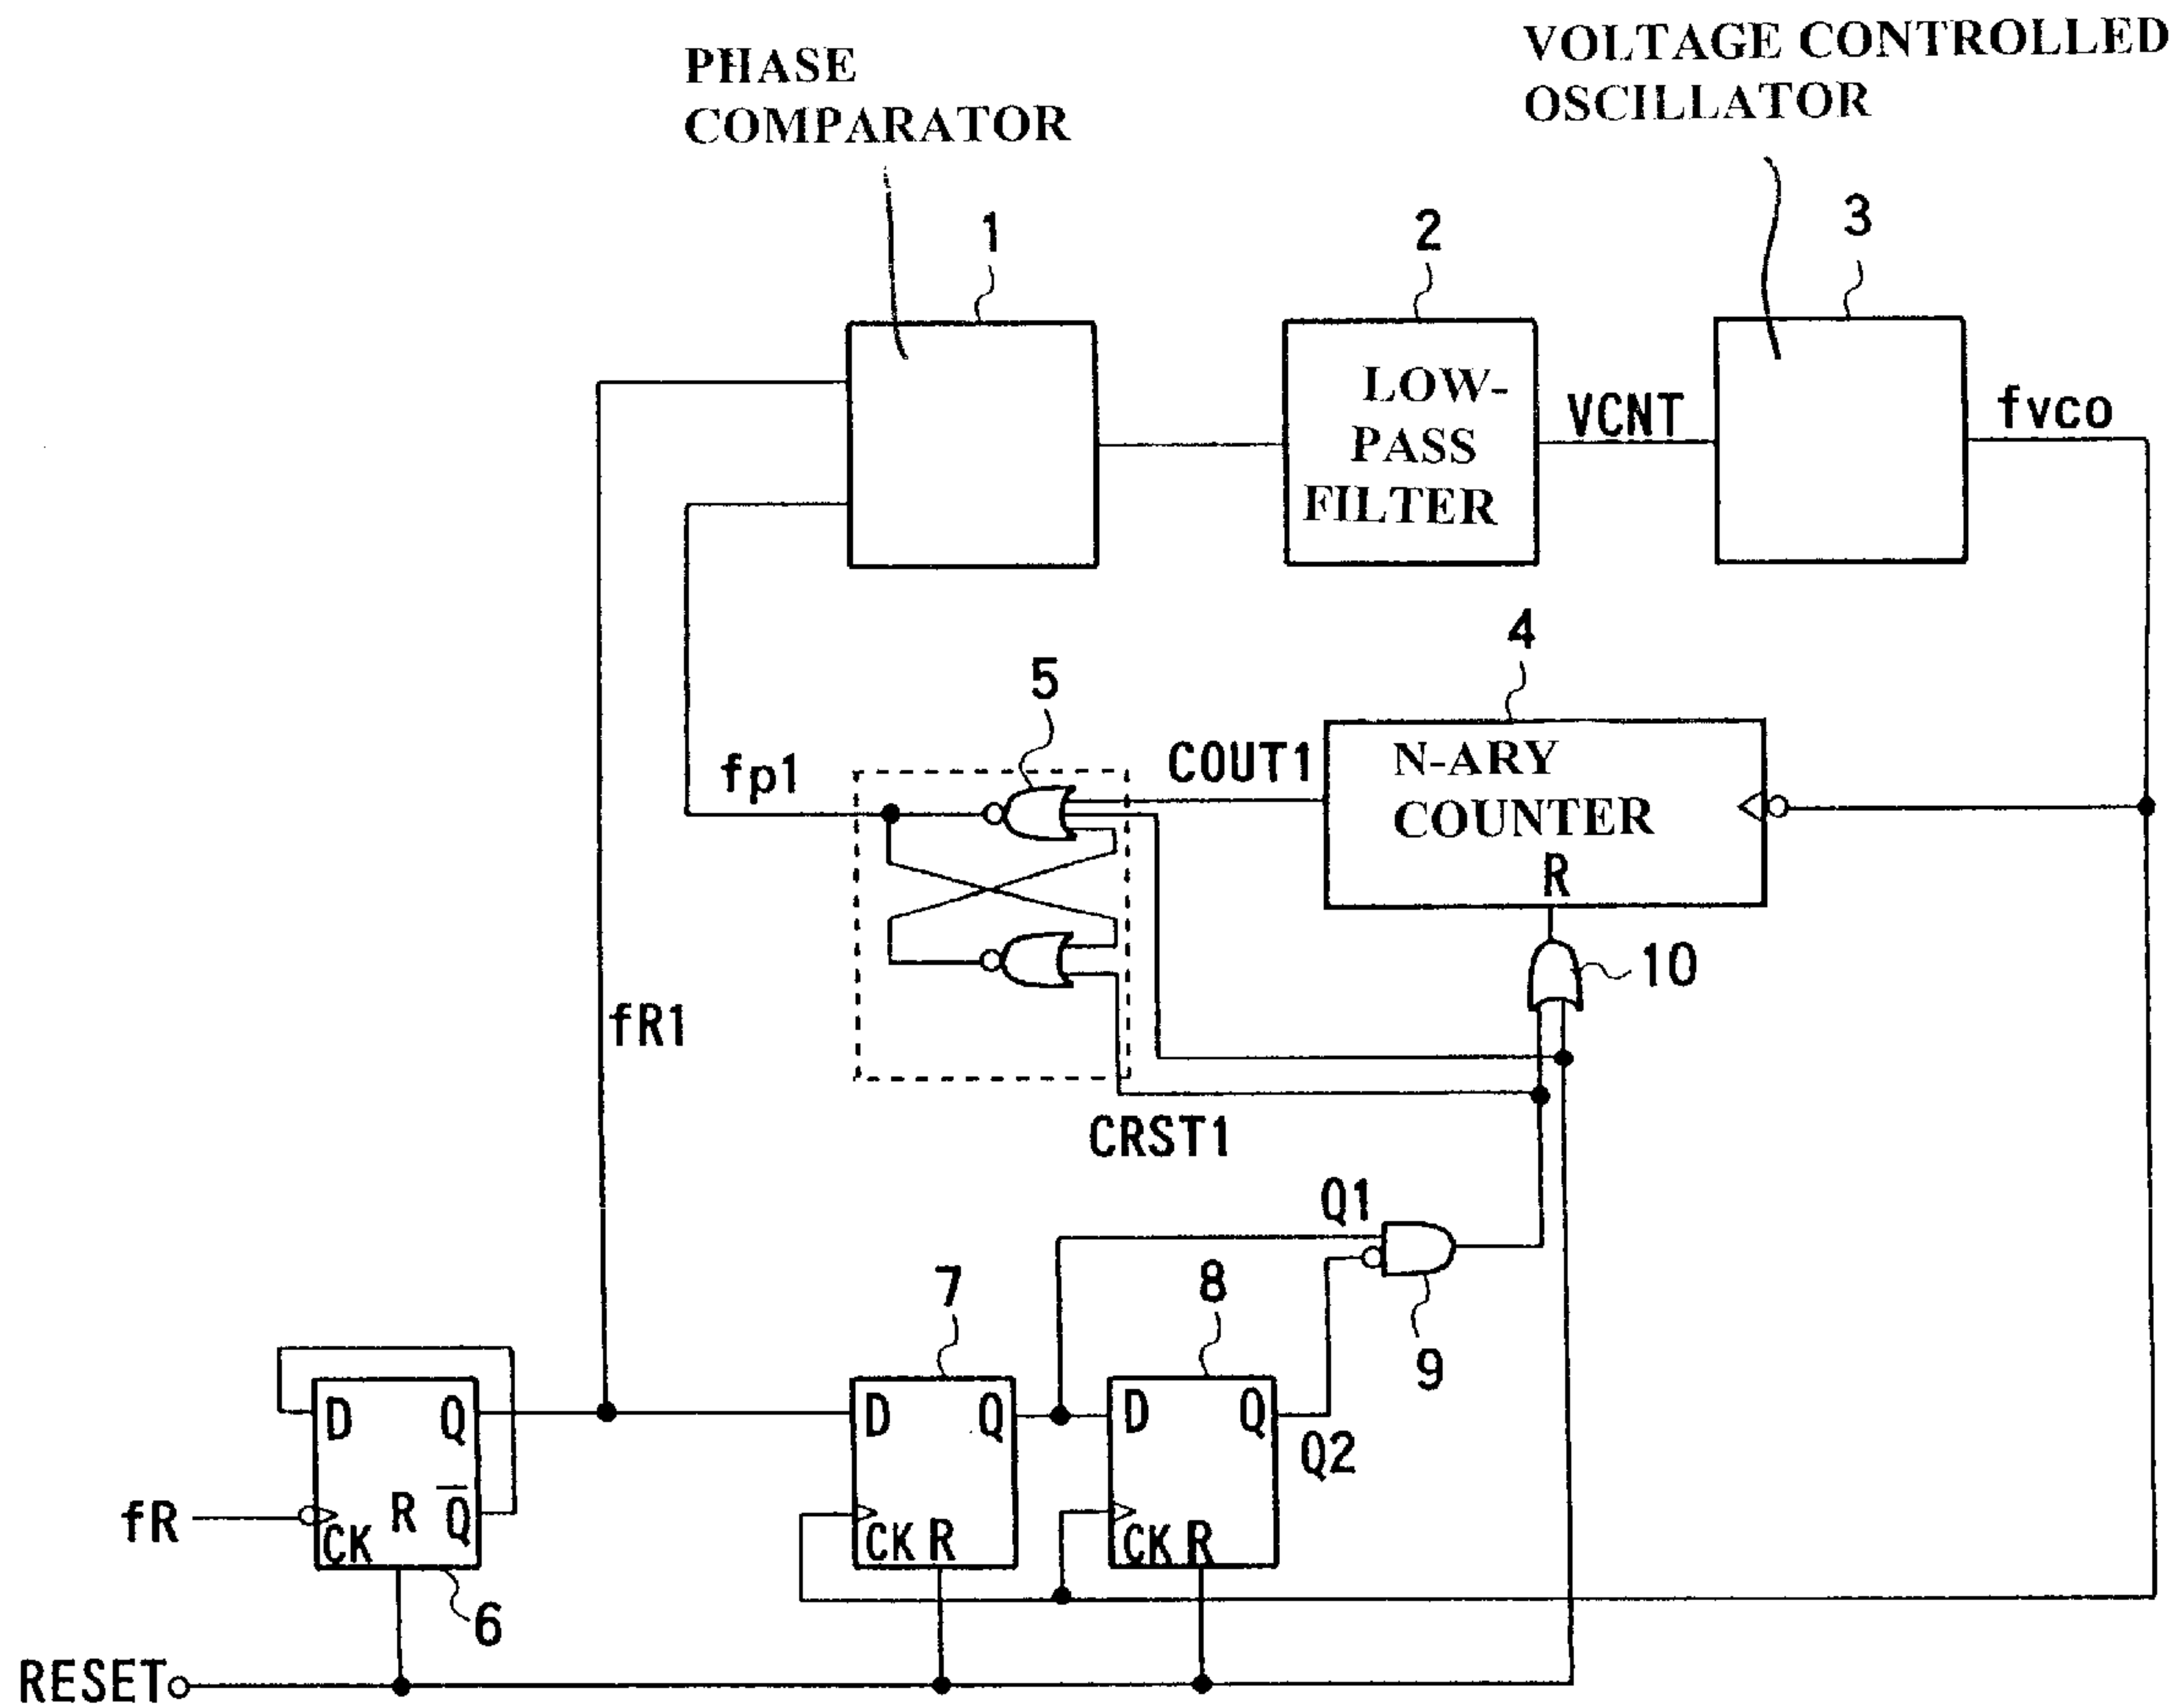 VOLTAGE CONTROLLED
OSCILLATOR
PHASE
COMPARATOR
1
2
3
LOW-
PASS
FILTER
VCNT
fvco
4
5
fp1
COUT1
N-ARY
COUNTER
R
10
fR1
CRST1
Q1
7
8
9
D
Q
D
Q
D
Q
Q2
fR
CK
R
Q̅
CK
R
CK
R
6
RESET